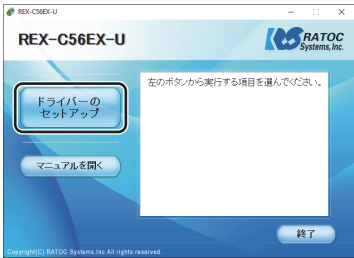 REX-C56EX-U
REX-C56EX-U
RATOC
Systems, Inc.
左のボタンから実行する項目を選んでください。
ドライバーの
セットアップ
マニュアルを開く
終了
Copyright(C) RATOC Systems,Inc.All rights reserved.